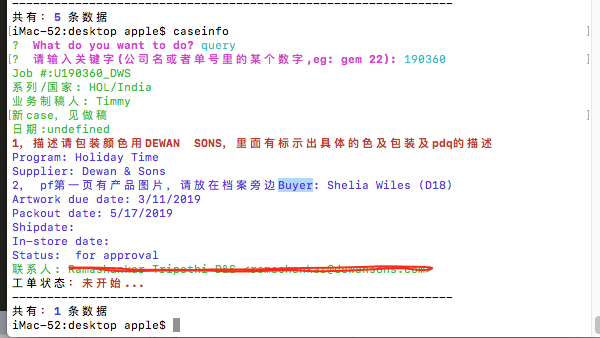 共有：5 条数据
iMac-52:desktop apple$ caseinfo
? What do you want to do? query
[? 请输入关键字(公司名或者单号里的某个数字,eg: gem 22): 190360 ]
Job #:U190360_DWS
系列/国家: HOL/India
业务制稿人: Timmy
[新case, 见做稿 ]
日期:undefined
1, 描述请包装颜色用DEWAN SONS, 里面有标示出具体的色及包装及pdq的描述
Program: Holiday Time
Supplier: Dewan & Sons
2, pf第一页有产品图片, 请放在档案旁边Buyer: Shelia Wiles (D18)
Artwork due date: 3/11/2019
Packout date: 5/17/2019
Shipdate:
In-store date:
Status: for approval
联系人:
工单状态: 未开始...
共有：1 条数据
iMac-52:desktop apple$